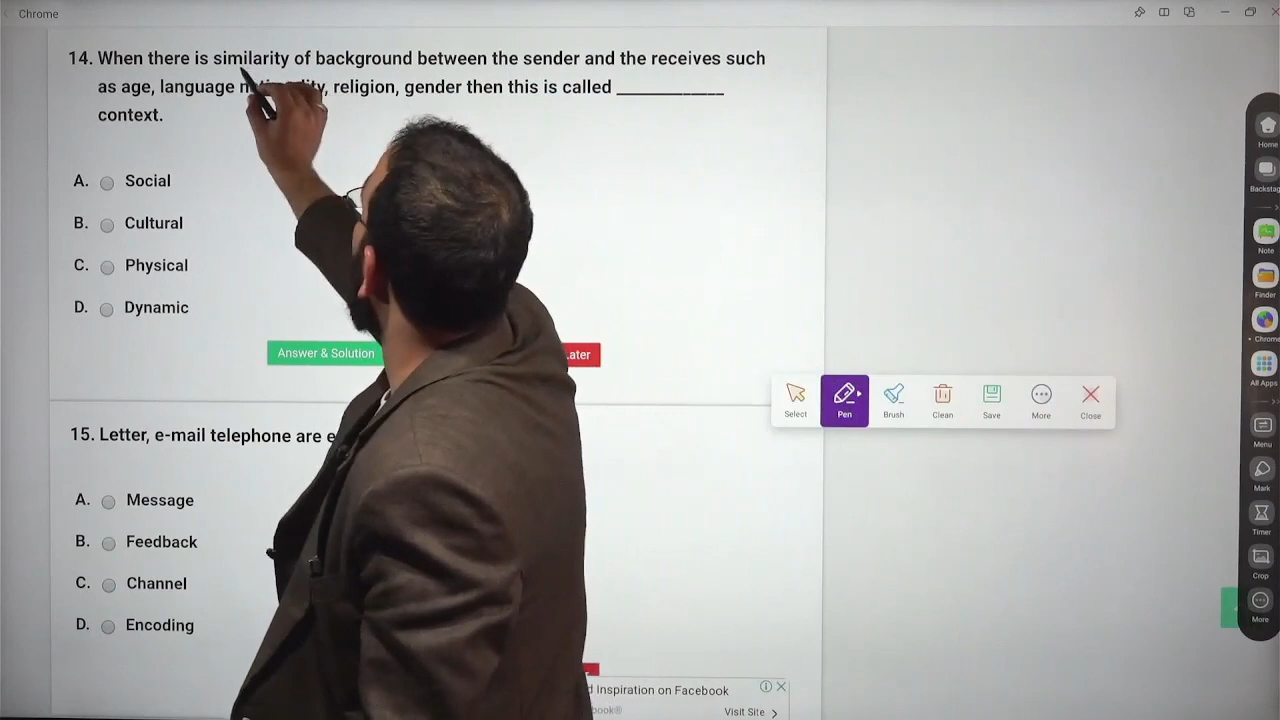 Chrome
14. When there is similarity of background between the sender and the receives such
as age, language religion, gender then this is called ____________
context.
A. Social
B. Cultural
C. Physical
D. Dynamic
Answer & Solution
Later
Select
Pen
Brush
Clean
Save
More
Close
15. Letter, e-mail telephone are
A. Message
B. Feedback
C. Channel
D. Encoding
Inspiration on Facebook
Visit Site
Home
Note
Finder
Chrome
All Apps
Menu
Mark
Timer
Crop
More